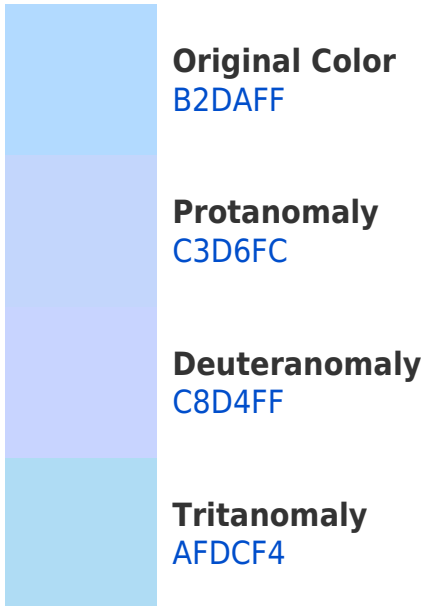 Original Color
B2DAFF
Protanomaly
C3D6FC
Deuteranomaly
C8D4FF
Tritanomaly
AFDCF4